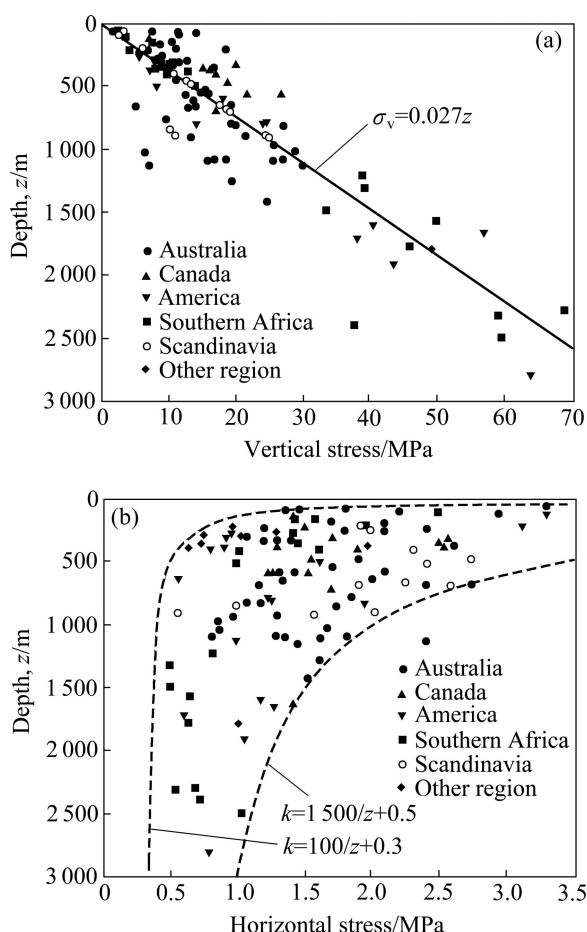 0
500
1 000
1 500
2 000
2 500
3 000
Depth, z/m
(a)
σv=0.027z
Australia
Canada
America
Southern Africa
Scandinavia
Other region
0
10
20
30
40
50
60
70
Vertical stress/MPa
0
500
1 000
1 500
2 000
2 500
3 000
Depth, z/m
(b)
Australia
Canada
America
Southern Africa
Scandinavia
Other region
k=1 500/z+0.5
k=100/z+0.3
0
0.5
1.0
1.5
2.0
2.5
3.0
3.5
Horizontal stress/MPa